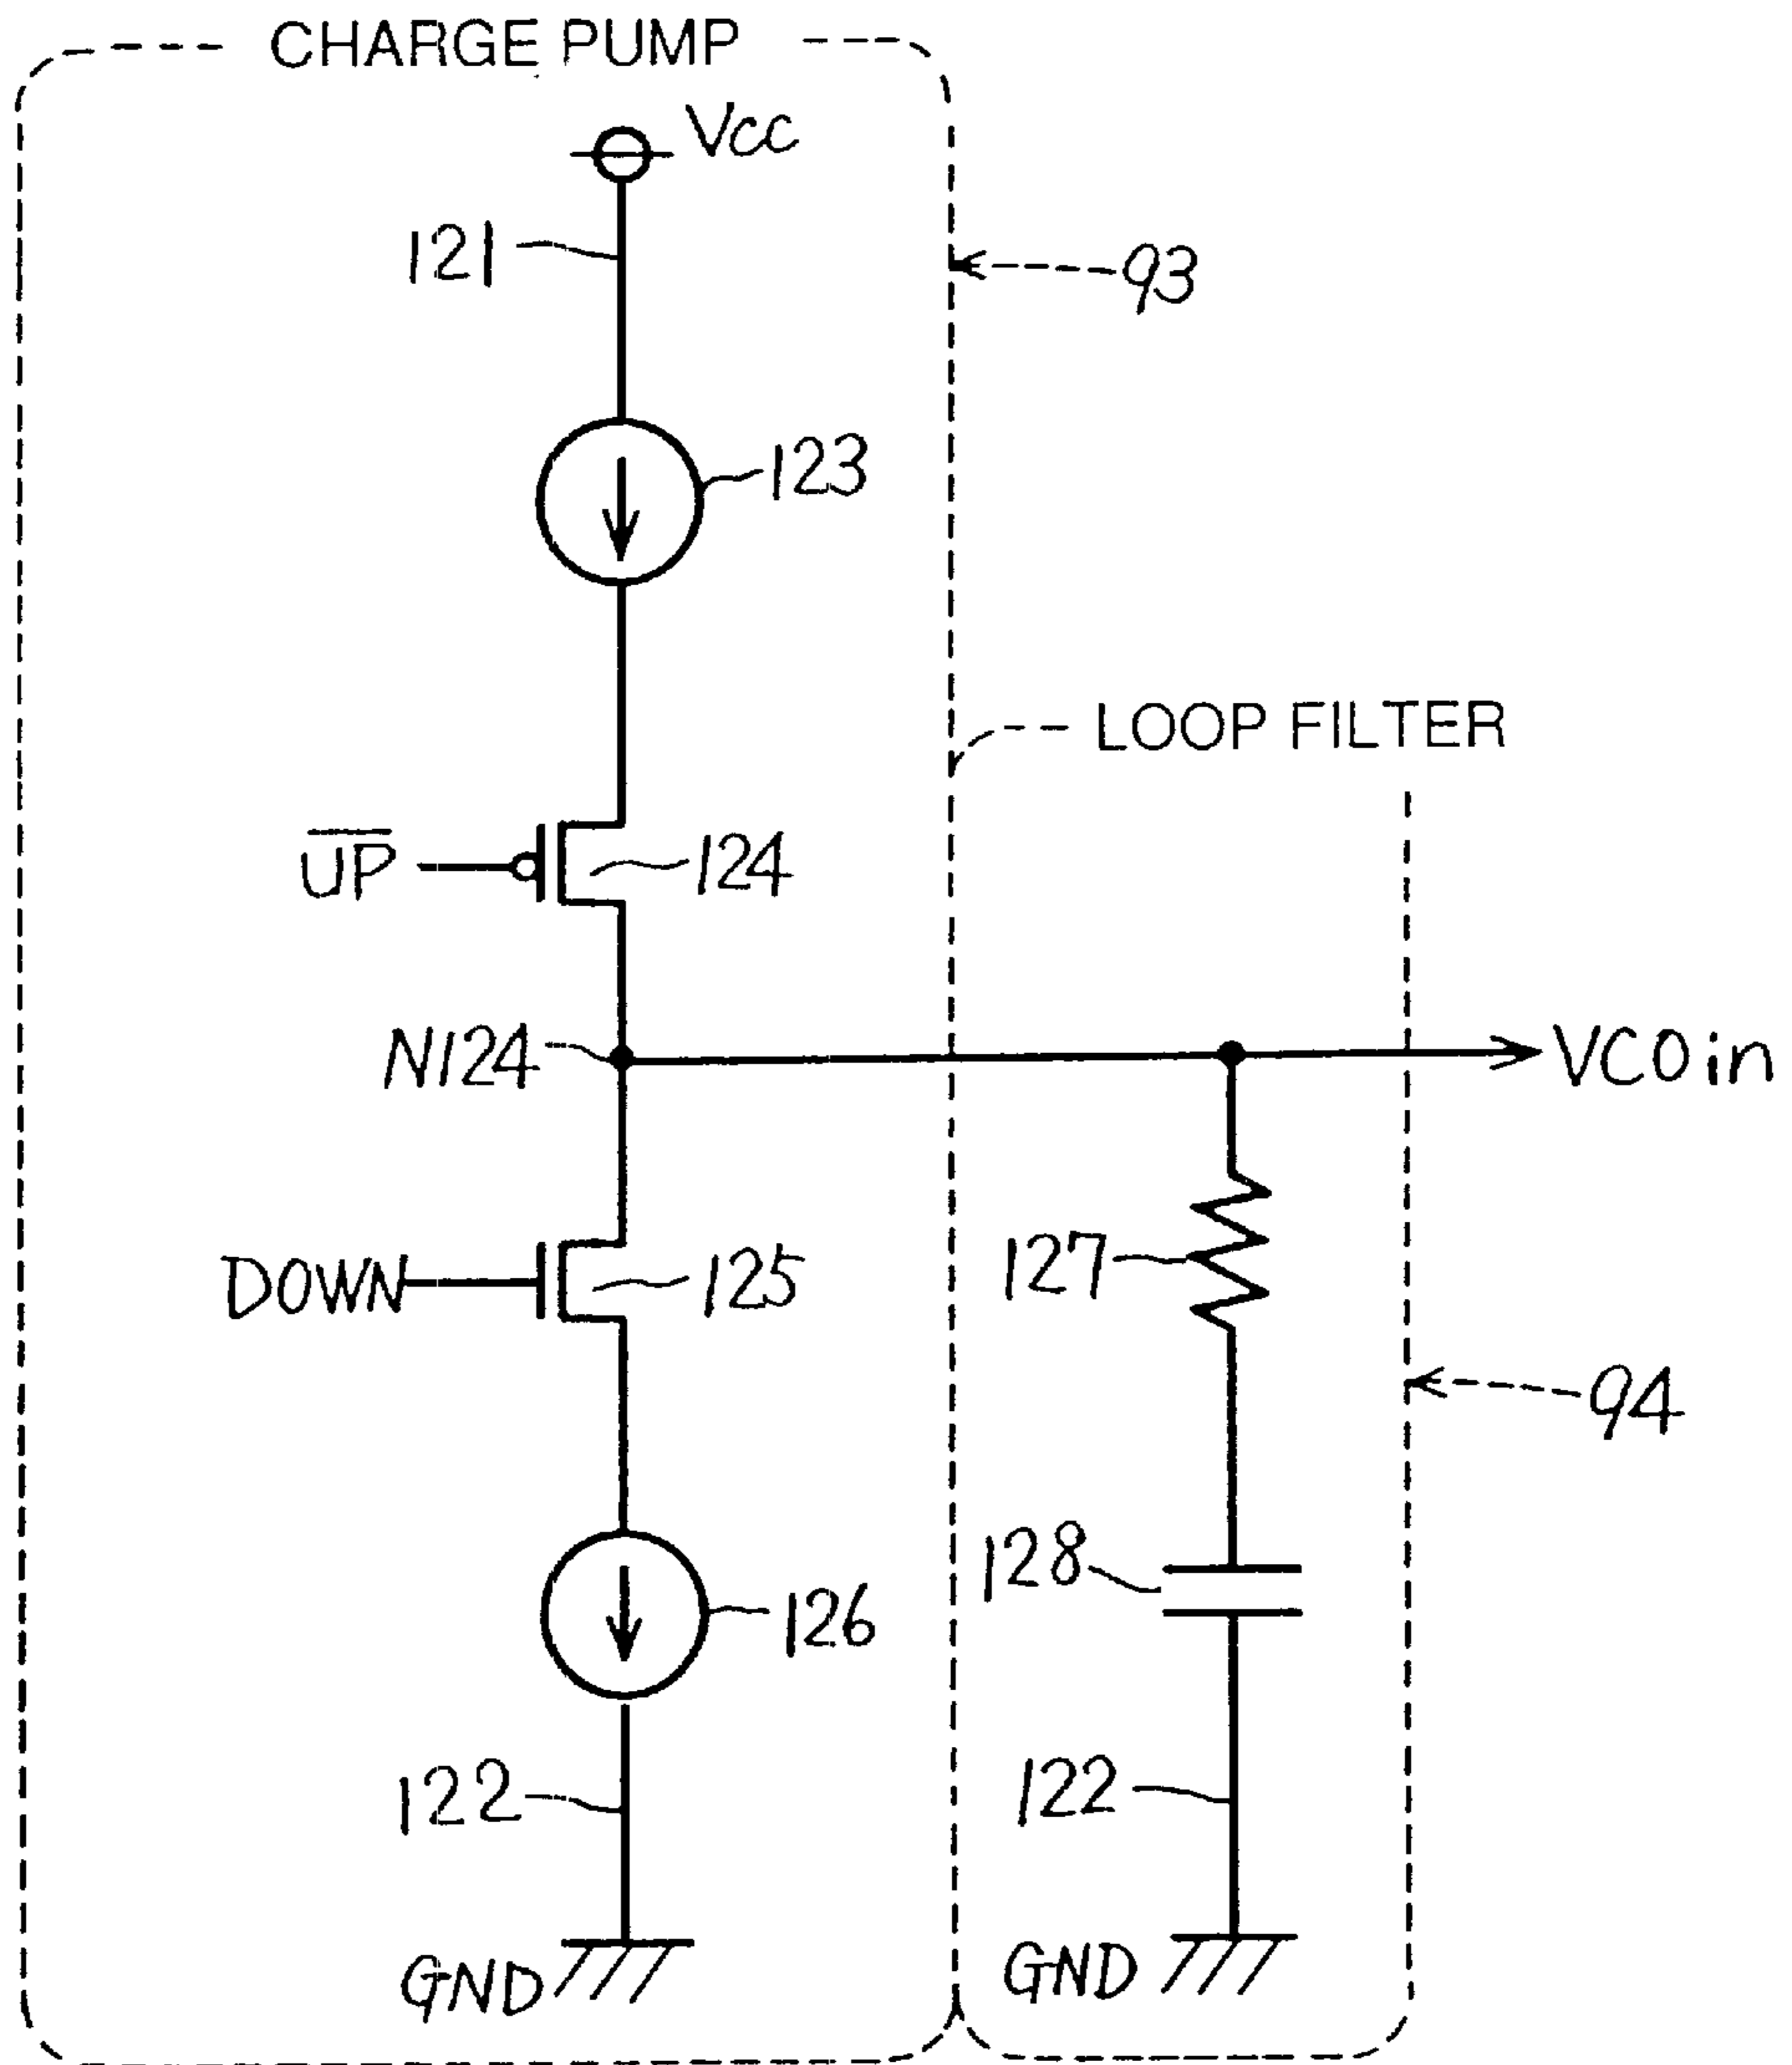 CHARGE PUMP
Vcc
121
93
123
LOOP FILTER
U̅P̅
124
N124
VCOin
DOWN
125
127
94
128
126
122
122
GND
GND